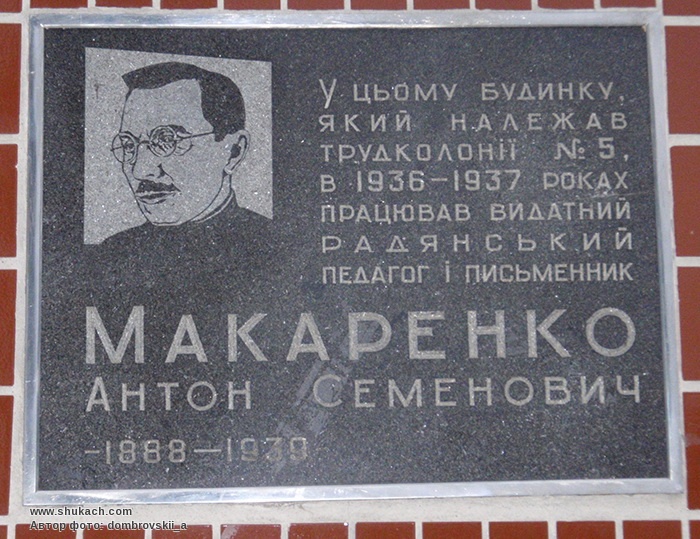 У ЦЬОМУ БУДИНКУ,
ЯКИЙ НАЛЕЖАВ
ТРУДКОЛОНІЇ № 5,
В 1936–1937 РОКАХ
ПРАЦЮВАВ ВИДАТНИЙ
РАДЯНСЬКИЙ
ПЕДАГОГ І ПИСЬМЕННИК
МАКАРЕНКО
АНТОН СЕМЕНОВИЧ
-1888—1939
www.shukach.com
Автор фото: dombrovskii_a